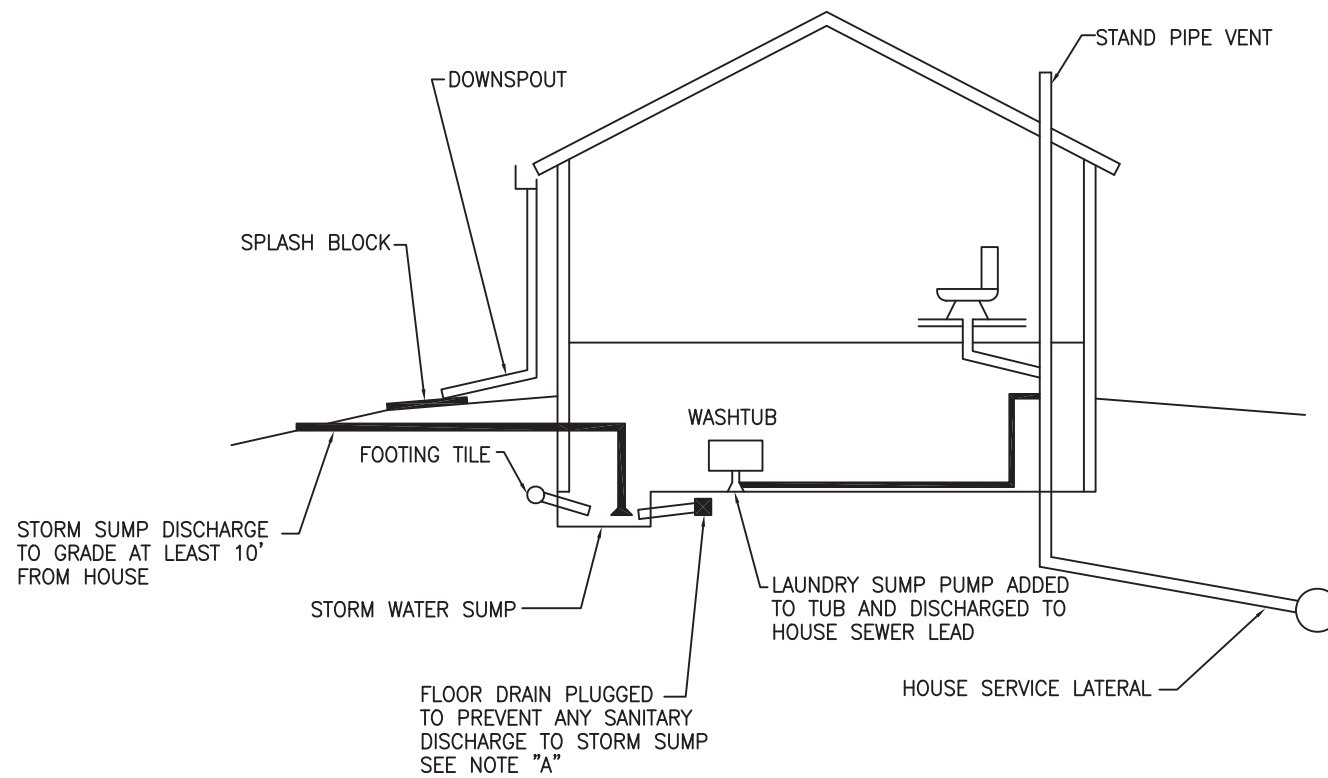 STAND PIPE VENT
DOWNSPOUT
SPLASH BLOCK
WASHTUB
FOOTING TILE
STORM SUMP DISCHARGE
TO GRADE AT LEAST 10'
FROM HOUSE
STORM WATER SUMP
LAUNDRY SUMP PUMP ADDED
TO TUB AND DISCHARGED TO
HOUSE SEWER LEAD
HOUSE SERVICE LATERAL
FLOOR DRAIN PLUGGED
TO PREVENT ANY SANITARY
DISCHARGE TO STORM SUMP
SEE NOTE "A"